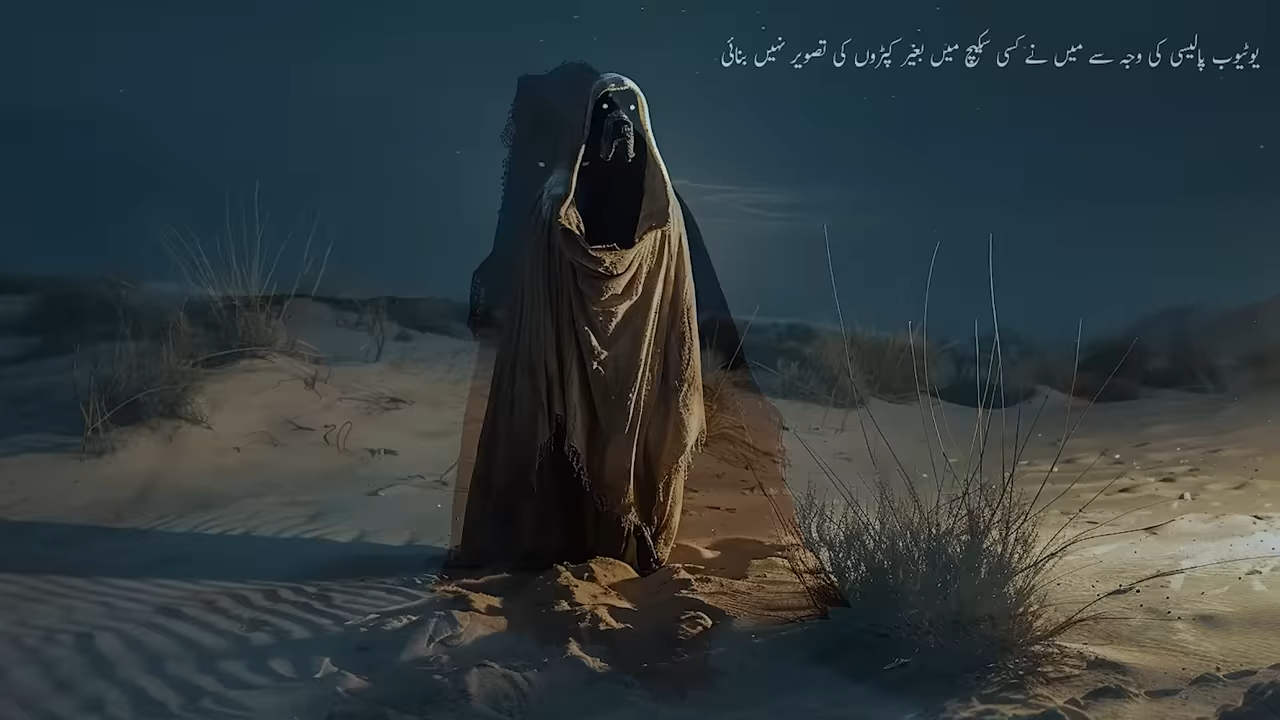 یوٹیوب پالیسی کی وجہ سے میں نے کسی سکیچ میں بغیر کپڑوں کی تصویر نہیں بنائی